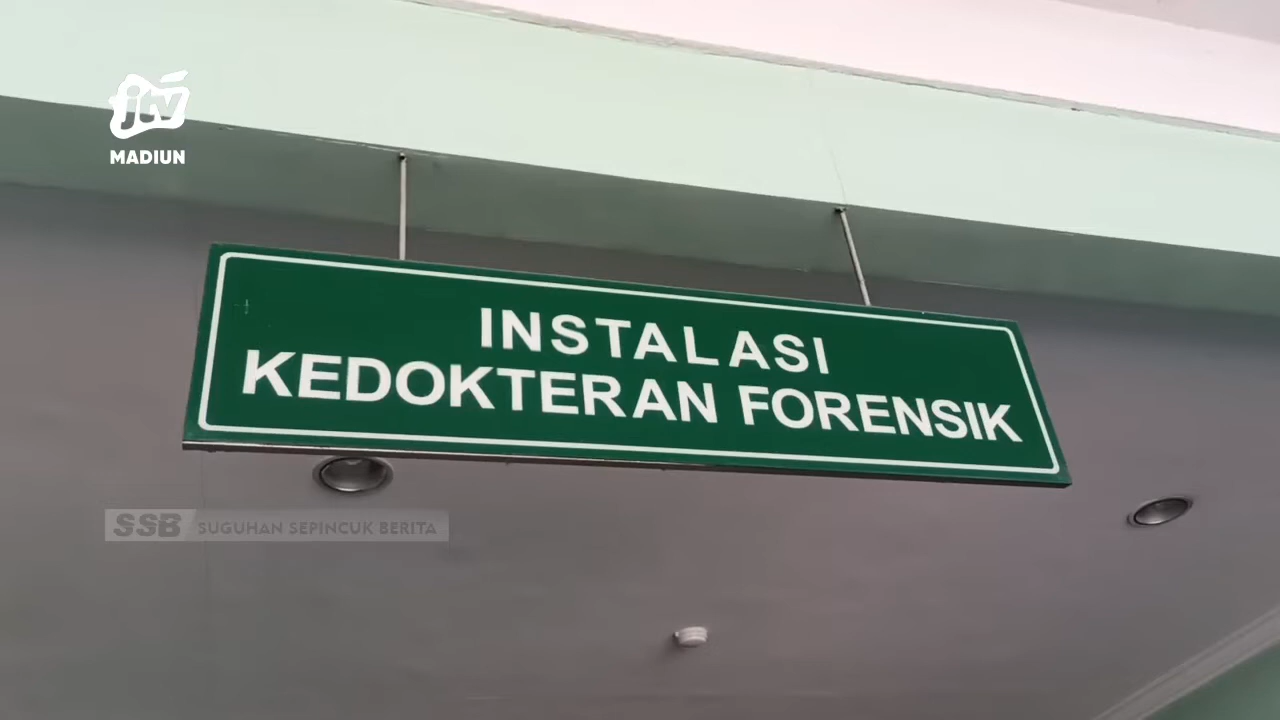 jtv
MADIUN
INSTALASI
KEDOKTERAN FORENSIK
SSB SUGUHAN SEPINCUK BERITA